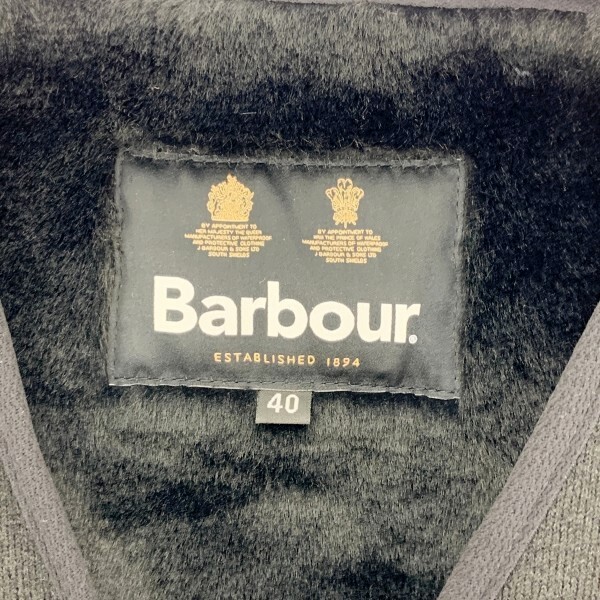 BY APPOINTMENT TO
HER MAJESTY THE QUEEN
MANUFACTURERS OF WATERPROOF
AND PROTECTIVE CLOTHING
J BARBOUR & SONS LTD
SOUTH SHIELDS
BY APPOINTMENT TO
HRH THE PRINCE OF WALES
MANUFACTURERS OF WATERPROOF
AND PROTECTIVE CLOTHING
J BARBOUR & SONS LTD
SOUTH SHIELDS
Barbour®
ESTABLISHED 1894
40